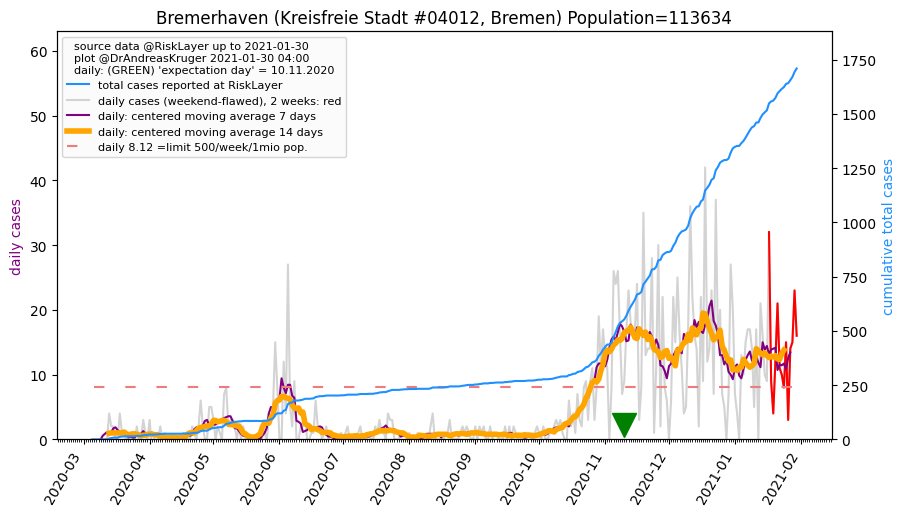 Bremerhaven (Kreisfreie Stadt #04012, Bremen) Population=113634
source data @RiskLayer up to 2021-01-30
plot @DrAndreasKruger 2021-01-30 04:00
daily: (GREEN) 'expectation day' = 10.11.2020
total cases reported at RiskLayer
daily cases (weekend-flawed), 2 weeks: red
daily: centered moving average 7 days
daily: centered moving average 14 days
daily 8.12 =limit 500/week/1mio pop.
daily cases
60
50
40
30
20
10
0
cumulative total cases
1750
1500
1250
1000
750
500
250
0
2020-03
2020-04
2020-05
2020-06
2020-07
2020-08
2020-09
2020-10
2020-11
2020-12
2021-01
2021-02